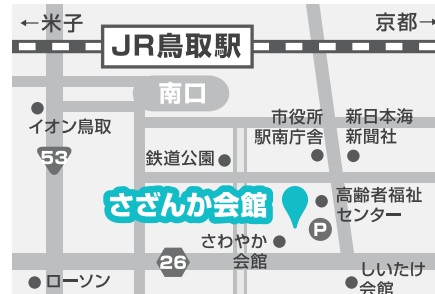 ←米子
京都→
JR鳥取駅
南口
イオン鳥取
市役所
駅南庁舎
新日本海
新聞社
53
鉄道公園
さざんか会館
高齢者福祉
センター
P
さわやか
会館
26
ローソン
しいたけ
会館